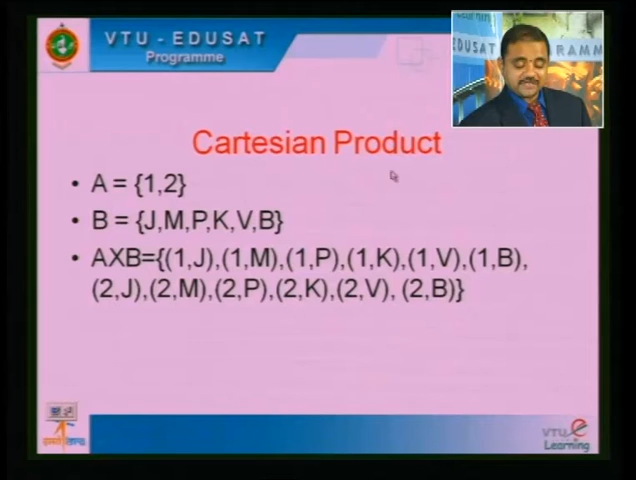 VTU - EDUSAT
Programme
EDUSAT
RAMM
Cartesian Product
• A = {1,2}
• B = {J,M,P,K,V,B}
• AXB={(1,J),(1,M),(1,P),(1,K),(1,V),(1,B),
(2,J),(2,M),(2,P),(2,K),(2,V), (2,B)}
VTU e
Learning